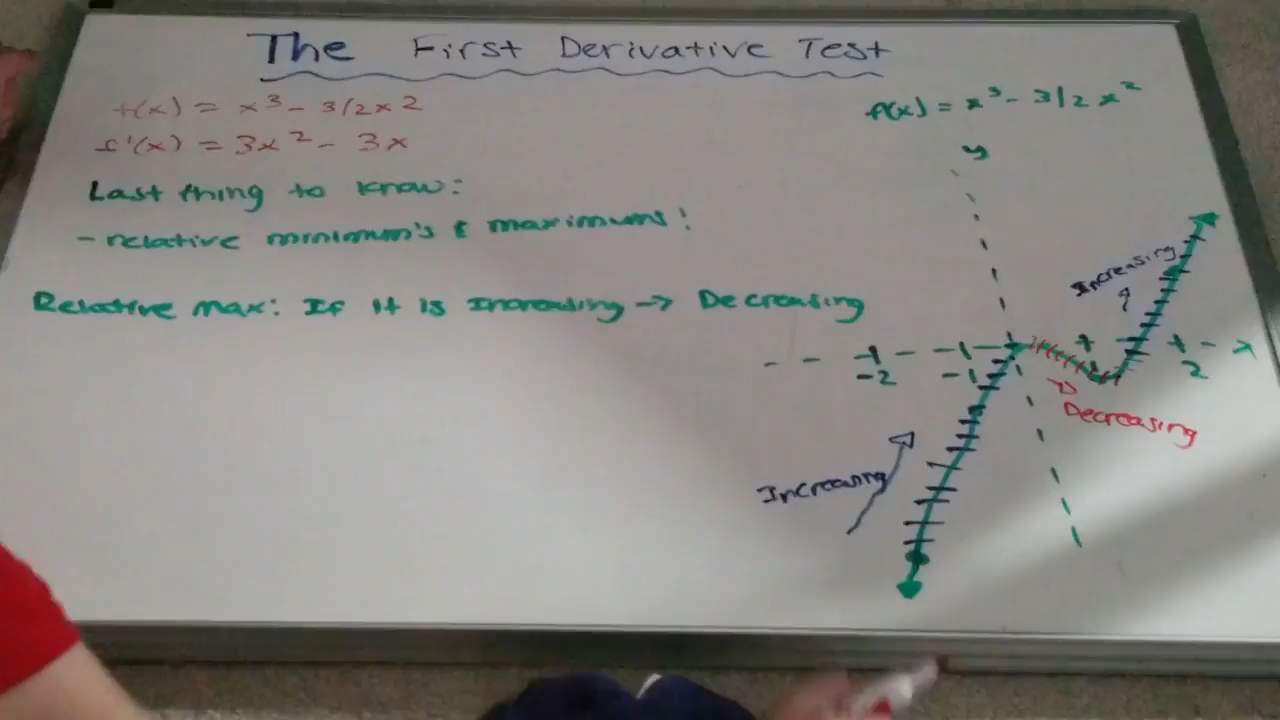 The First Derivative Test
f(x) = x³ - 3/2x2
f'(x) = 3x² - 3x
Last thing to know:
- relative minimum's & maximums!
Relative max: If it is Increasing → Decreasing
f(x) = x³ - 3/2 x²
y
Increasing
-2
-1
2
x
Decreasing
Increasing